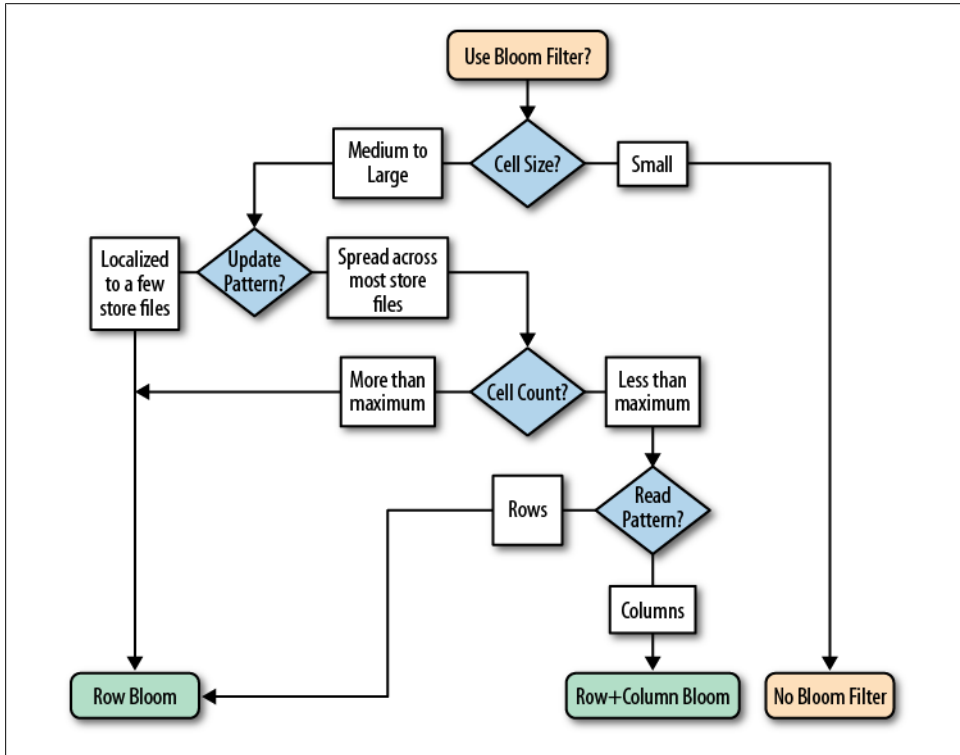 Use Bloom Filter?
Medium to
Large
Cell Size?
Small
Localized
to a few
store files
Update
Pattern?
Spread across
most store
files
More than
maximum
Cell Count?
Less than
maximum
Rows
Read
Pattern?
Columns
Row Bloom
Row+Column Bloom
No Bloom Filter